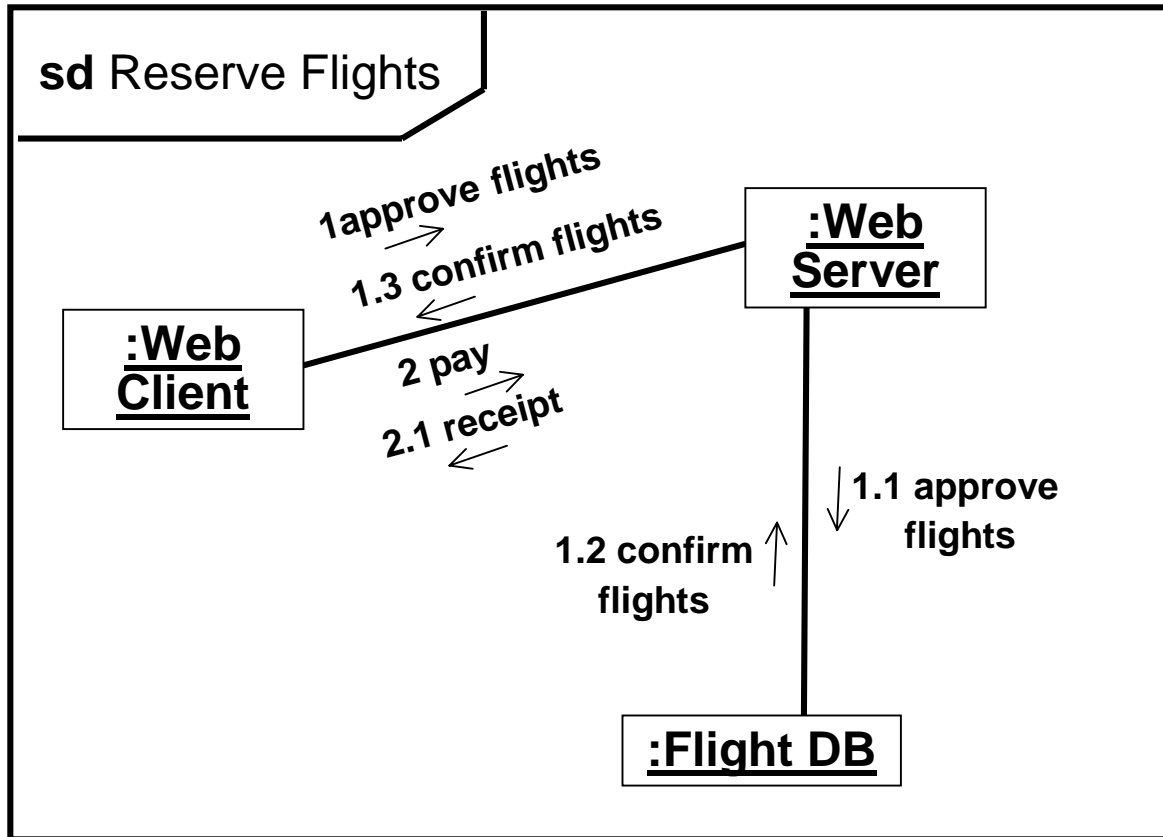 sd Reserve Flights
1approve flights
1.3 confirm flights
:Web
Server
:Web
Client
2 pay
2.1 receipt
1.1 approve
flights
1.2 confirm
flights
:Flight DB